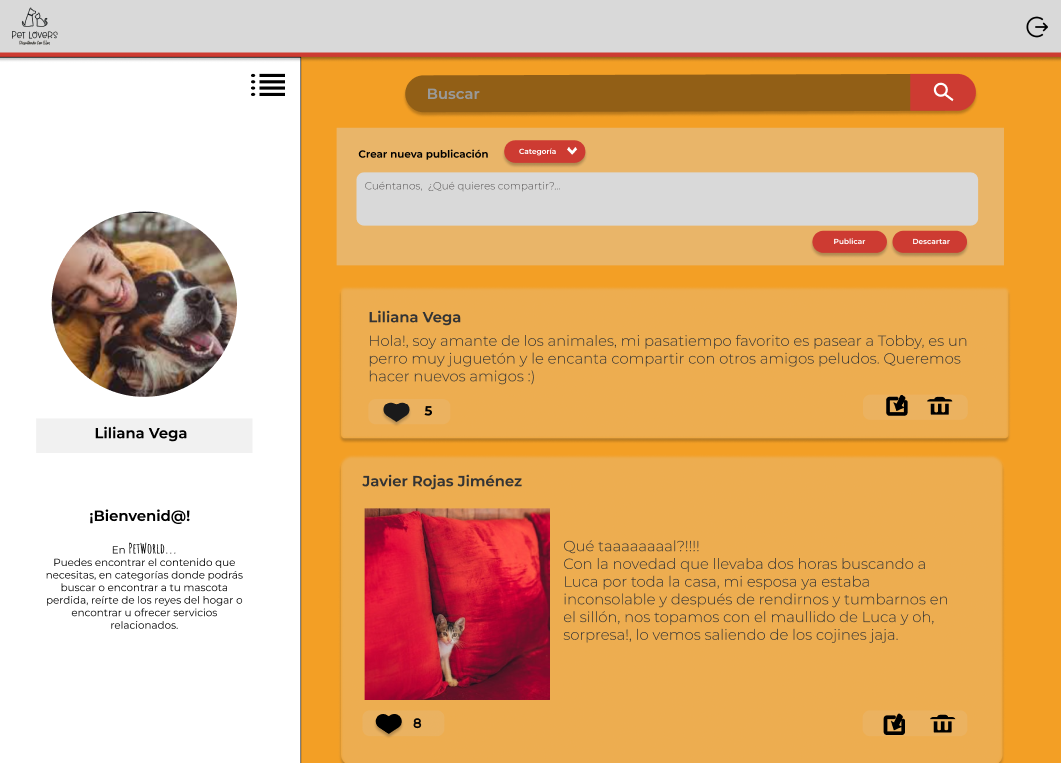 Pet Lovers
Buscar
Crear nueva publicación
Categoría
Cuéntanos, ¿Qué quieres compartir?...
Publicar
Descartar
Liliana Vega
¡Bienvenid@!
En PetWorld...
Puedes encontrar el contenido que
necesitas, en categorías donde podrás
buscar o encontrar a tu mascota
perdida, reírte de los reyes del hogar o
encontrar u ofrecer servicios
relacionados.
Liliana Vega
Hola!, soy amante de los animales, mi pasatiempo favorito es pasear a Tobby, es un
perro muy juguetón y le encanta compartir con otros amigos peludos. Queremos
hacer nuevos amigos :)
5
Javier Rojas Jiménez
Qué taaaaaaaal?!!!!
Con la novedad que llevaba dos horas buscando a
Luca por toda la casa, mi esposa ya estaba
inconsolable y después de rendirnos y tumbarnos en
el sillón, nos topamos con el maullido de Luca y oh,
sorpresa!, lo vemos saliendo de los cojines jaja.
8